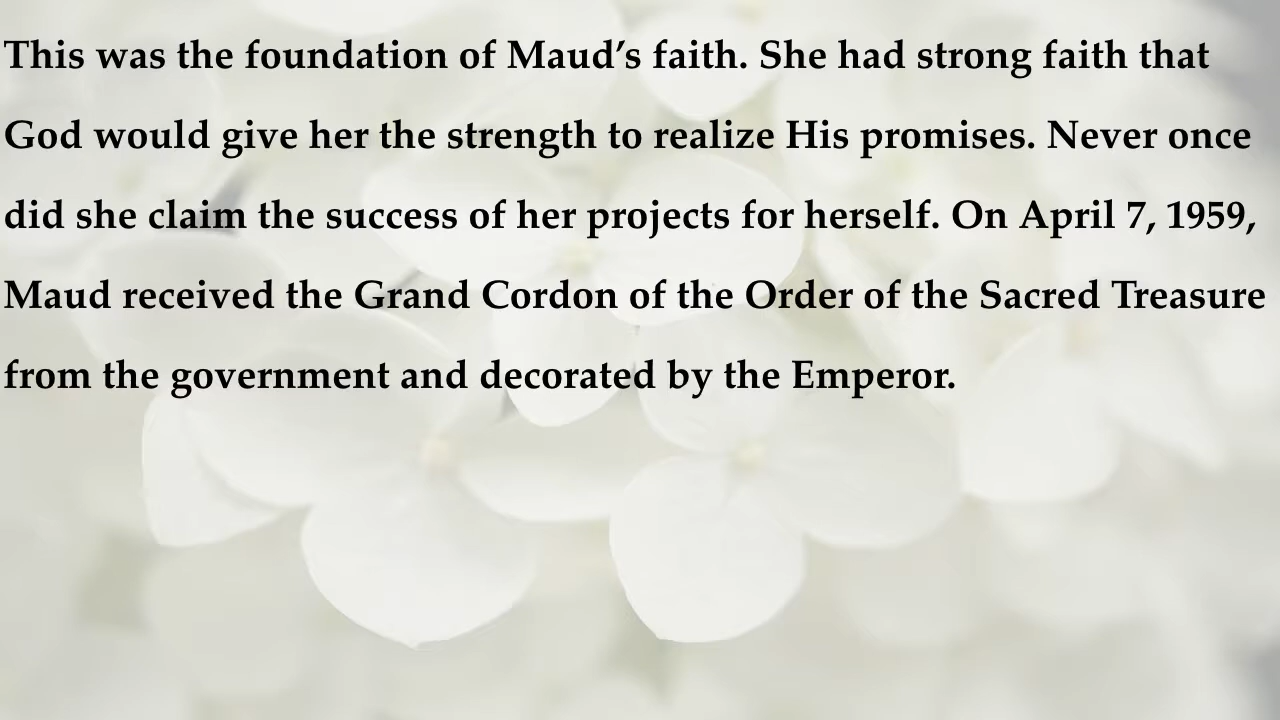 This was the foundation of Maud’s faith. She had strong faith that
God would give her the strength to realize His promises. Never once
did she claim the success of her projects for herself. On April 7, 1959,
Maud received the Grand Cordon of the Order of the Sacred Treasure
from the government and decorated by the Emperor.